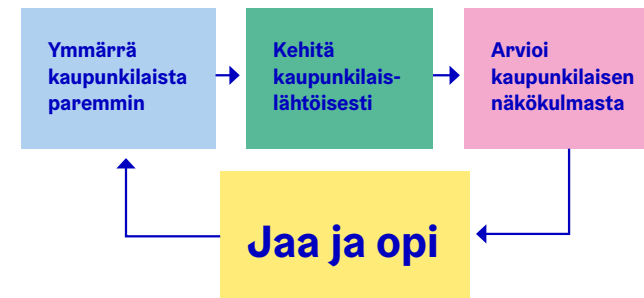 Ymmärrä
kaupunkilaista
paremmin
Kehitä
kaupunkilais-
lähtöisesti
Arvioi
kaupunkilaisen
näkökulmasta
Jaa ja opi